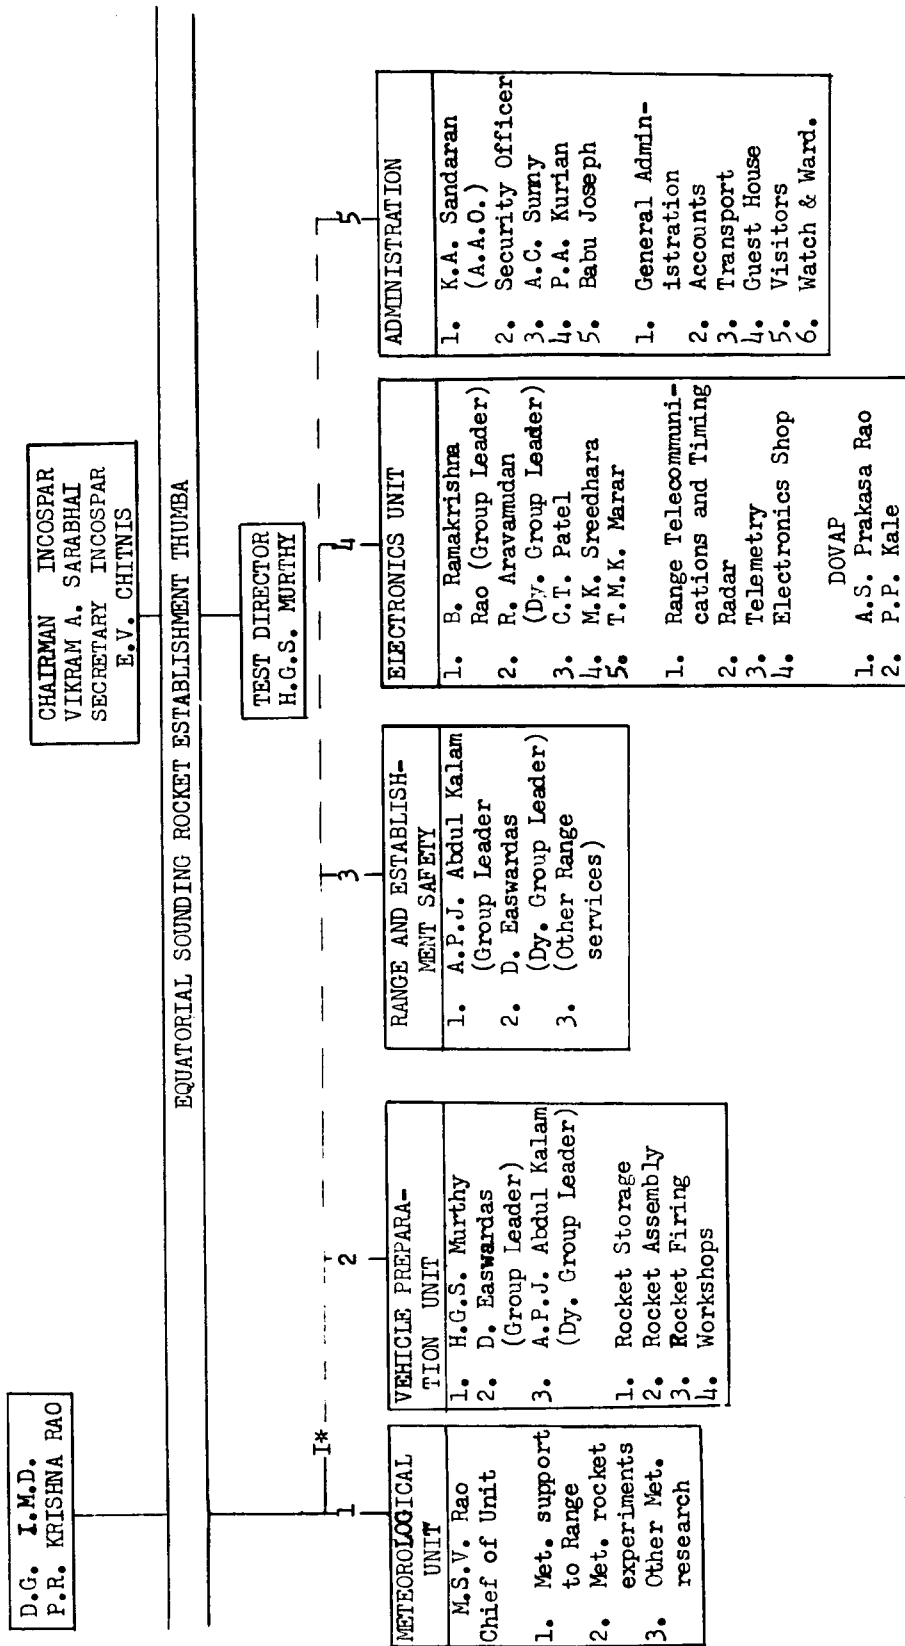 D.G. I.M.D.
P.R. KRISHNA RAO
CHAIRMAN INCOSPAR
VIKRAM A. SARABHAI
SECRETARY INCOSPAR
E.V. CHITNIS
EQUATORIAL SOUNDING ROCKET ESTABLISHMENT THUMBA
TEST DIRECTOR
H.G.S. MURTHY
I*
1
METEOROLOGICAL
UNIT
M.S.V. Rao
Chief of Unit
1. Met. support
to Range
2. Met. rocket
experiments
3. Other Met.
research
2
VEHICLE PREPARA-
TION UNIT
1. H.G.S. Murthy
2. D. Easwardas
(Group Leader)
3. A.P.J. Abdul Kalam
(Dy. Group Leader)
1. Rocket Storage
2. Rocket Assembly
3. Rocket Firing
4. Workshops
3
RANGE AND ESTABLISH-
MENT SAFETY
1. A.P.J. Abdul Kalam
(Group Leader
2. D. Easwardas
(Dy. Group Leader)
3. (Other Range
services)
4
ELECTRONICS UNIT
1. B. Ramakrishna
Rao (Group Leader)
2. R. Aravamudan
(Dy. Group Leader)
3. C.T. Patel
4. M.K. Sreedhara
5. T.M.K. Marar
1. Range Telecommuni-
cations and Timing
2. Radar
3. Telemetry
4. Electronics Shop
DOVAP
1. A.S. Prakasa Rao
2. P.P. Kale
5
ADMINISTRATION
1. K.A. Sandaran
(A.A.O.)
2. Security Officer
3. A.C. Sunny
4. P.A. Kurian
5. Babu Joseph
1. General Admin-
istration
2. Accounts
3. Transport
4. Guest House
5. Visitors
6. Watch & Ward.